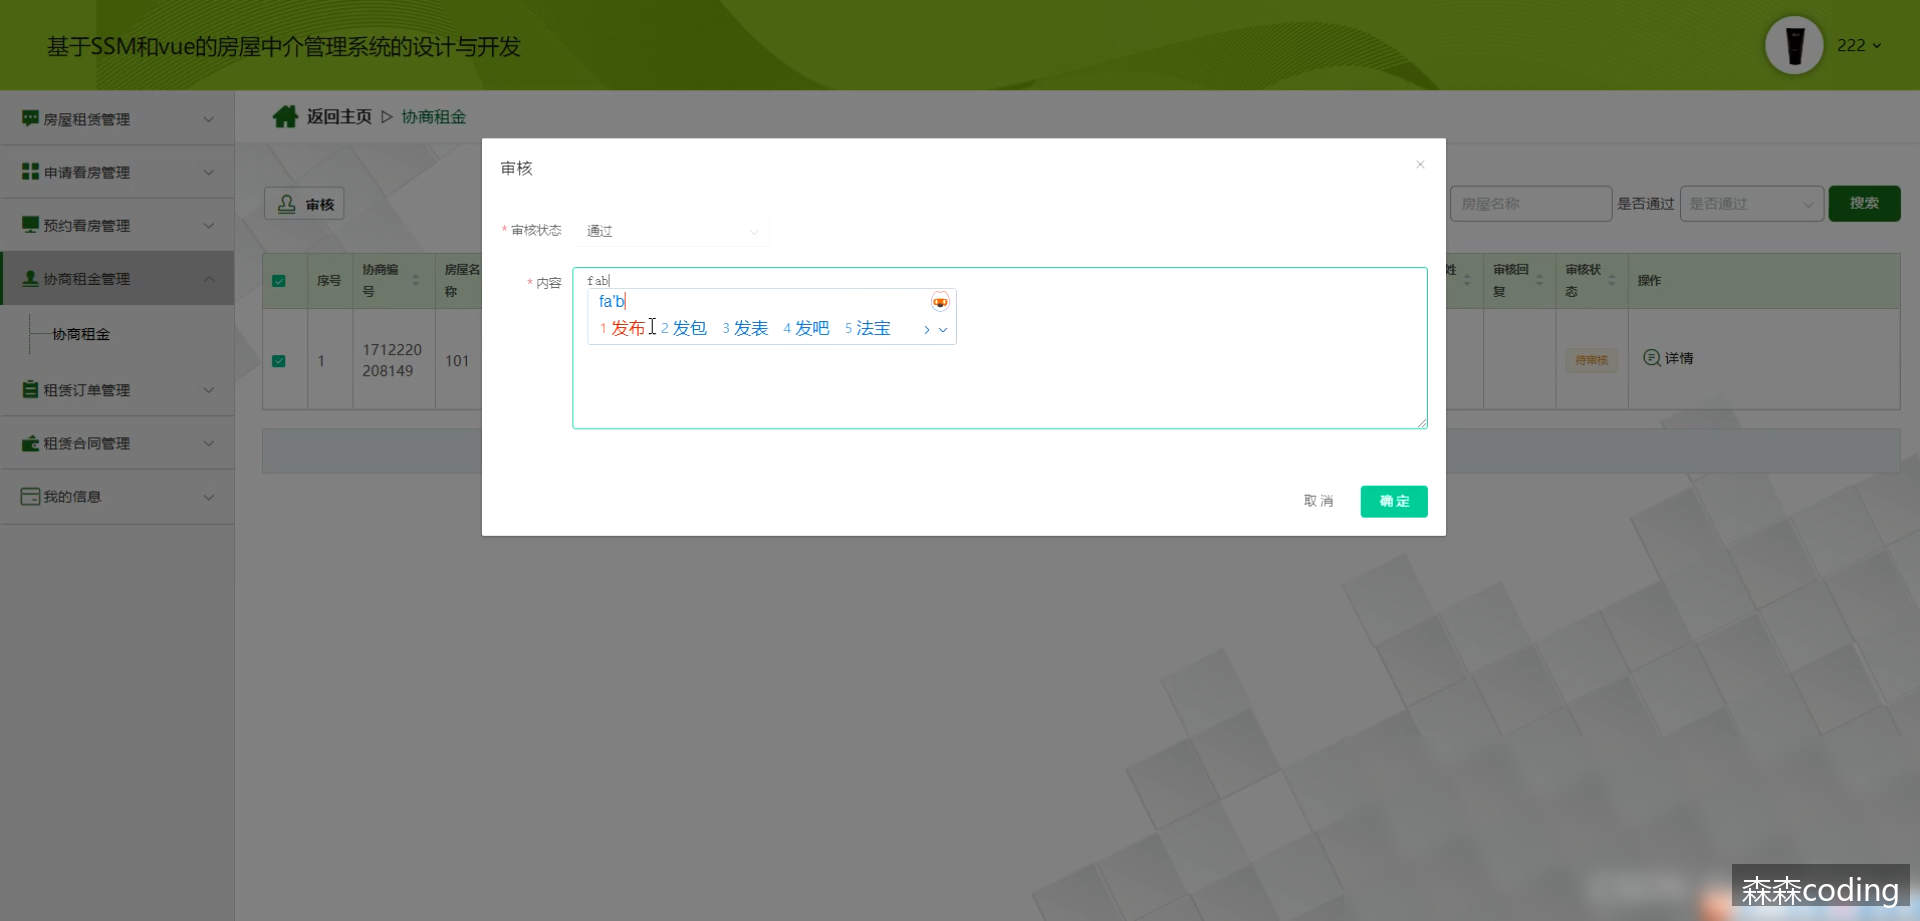 基于SSM和vue的房屋中介管理系统的设计与开发
222
房屋租赁管理
申请看房管理
预约看房管理
协商租金管理
协商租金
租赁订单管理
租赁合同管理
我的信息
返回主页 ▷ 协商租金
审核
房屋名称
是否通过
是否通过
搜索
序号
协商编号
房屋名称
姓
审核回复
审核状态
操作
1
1712220208149
101
待审核
详情
审核
×
* 审核状态
通过
* 内容
fab
fa'b
1 发布 2 发包 3 发表 4 发吧 5 法宝
取消
确定
森森coding